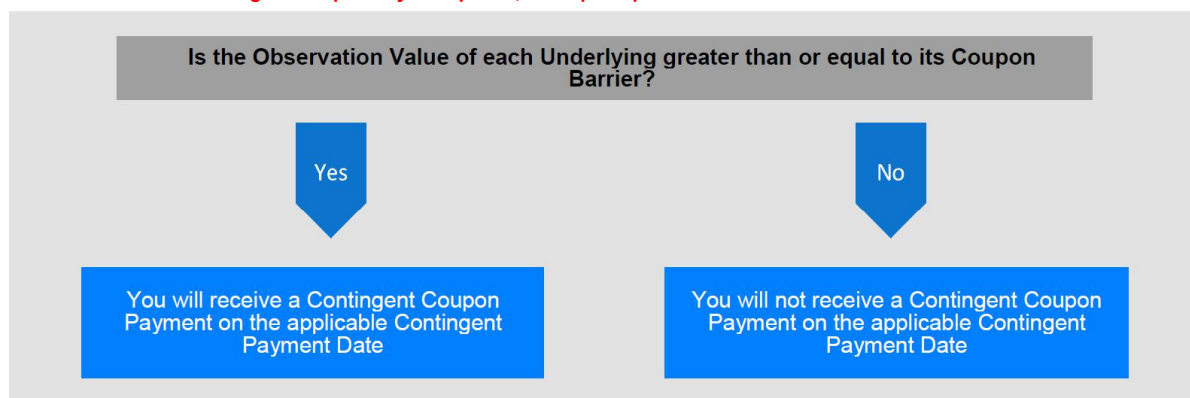 Is the Observation Value of each Underlying greater than or equal to its Coupon
Barrier?
Yes
No
You will receive a Contingent Coupon
Payment on the applicable Contingent
Payment Date
You will not receive a Contingent Coupon
Payment on the applicable Contingent
Payment Date